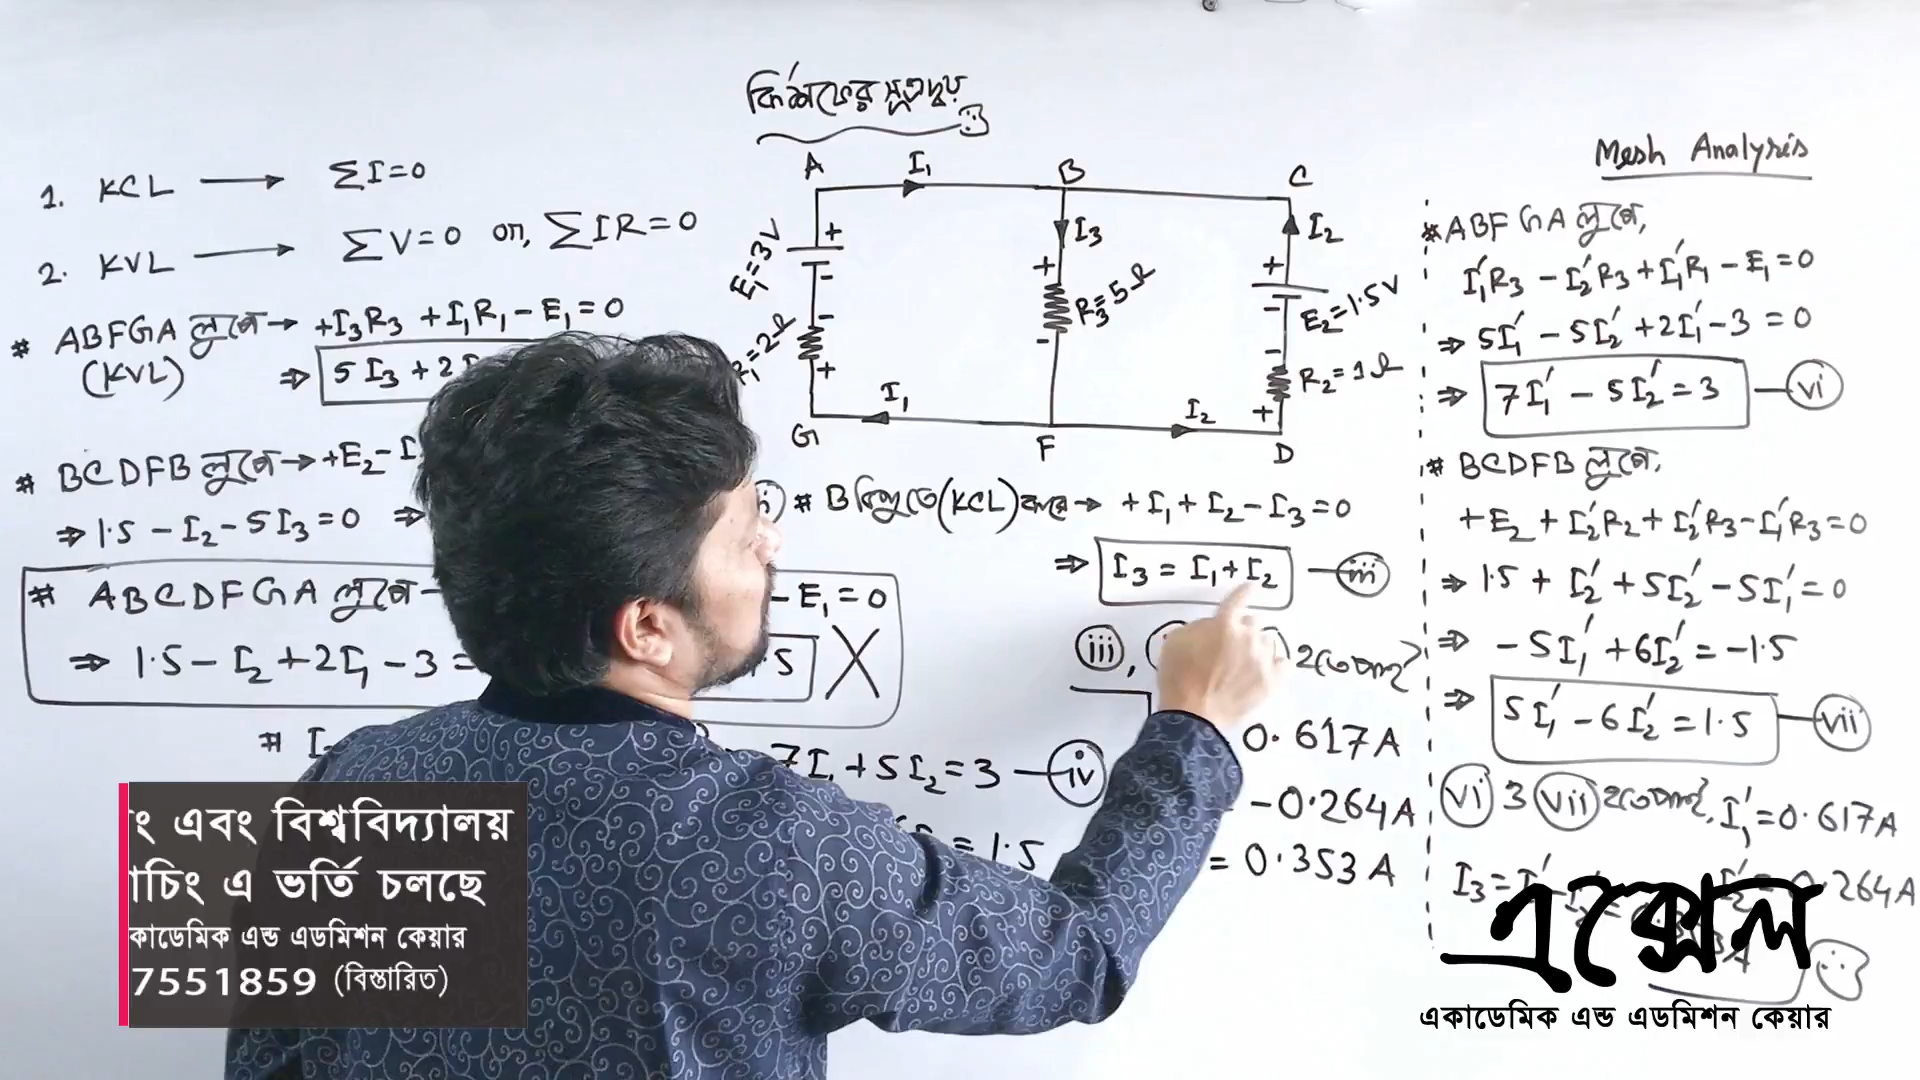 কির্শফের সূত্রদ্বয়
1. KCL → ΣI=0
2. KVL → ΣV=0 or, ΣIR=0
# ABFGA লুপে → +I₃R₃ +I₁R₁ - E₁ = 0
(KVL) ⇒ 5I₃+2
# BCDFB লুপে → +E₂-I
⇒ 1.5 - I₂ - 5I₃ = 0 ⇒
# ABCDFGA লুপে - E₁ = 0
⇒ 1.5 - I₂ + 2I₁ - 3 = .5
# I
7I₁+5I₂=3 — iv
= 1.5
A I₁ B C
E₁=3V + -
R₁=2Ω - +
I₃
+ R₃=5Ω -
I₂
+ E₂=1.5V
- R₂=1Ω +
G I₁ F I₂ D
# B বিন্দুতে (KCL) করে → +I₁ + I₂ - I₃ = 0
⇒ I₃ = I₁+I₂ — iii
iii, হতে পাই
0.617A
-0.264A
= 0.353A
Mesh Analysis
# ABFGA লুপে,
I₁'R₃ - I₂'R₃ + I₁'R₁ - E₁ = 0
⇒ 5I₁' - 5I₂' + 2I₁' - 3 = 0
⇒ 7I₁' - 5I₂' = 3 — vi
# BCDFB লুপে,
+E₂ + I₂'R₂ + I₂'R₃ - I₁'R₃ = 0
⇒ 1.5 + I₂' + 5I₂' - 5I₁' = 0
⇒ -5I₁' + 6I₂' = -1.5
⇒ 5I₁' - 6I₂' = 1.5 — vii
vi ও vii হতে পাই, I₁' = 0.617A
I₃ = .264A
ং এবং বিশ্ববিদ্যালয়
চিং এ ভর্তি চলছে
কাডেমিক এন্ড এডমিশন কেয়ার
7551859 (বিস্তারিত)
এক্সেল
একাডেমিক এন্ড এডমিশন কেয়ার